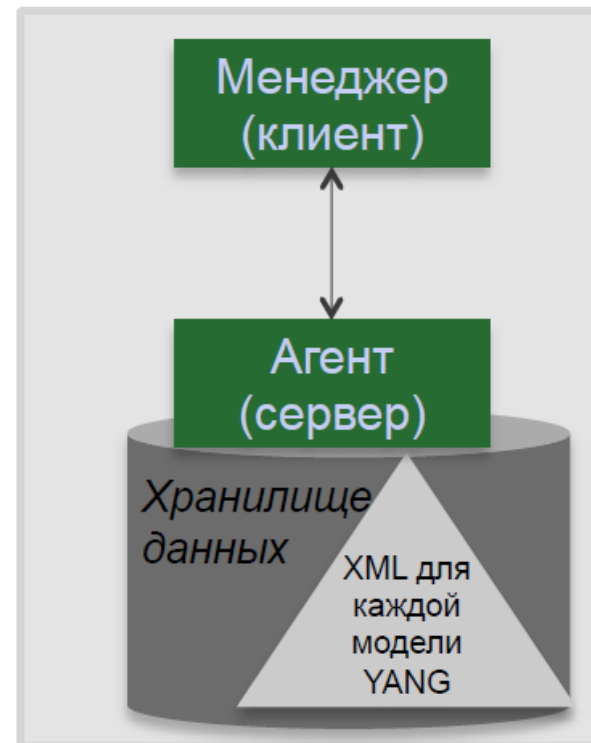 Менеджер
(клиент)
Агент
(сервер)
Хранилище
данных
XML для
каждой
модели
YANG